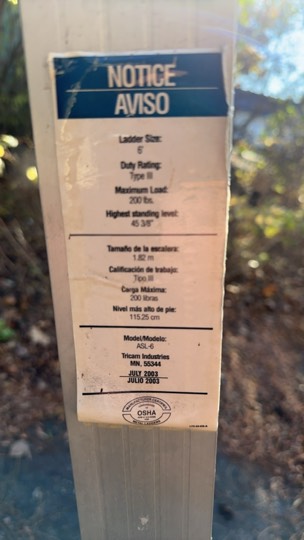 NOTICE
AVISO
Ladder Size:
6'
Duty Rating:
Type III
Maximum Load:
200 lbs.
Highest standing level:
45 3/8"
Tamaño de la escalera:
1.82 m
Calificación de trabajo:
Tipo III
Carga Máxima:
200 libras
Nivel más alto de pie:
115.25 cm
Model/Modelo:
ASL-6
Tricam Industries
MN, 55344
JULY 2003
JULIO 2003
OSHA